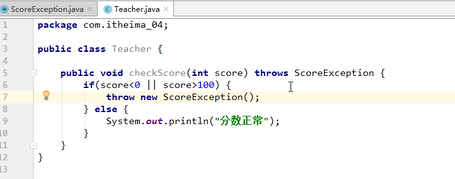 ScoreException.java × Teacher.java ×
1 package com.itheima_04;
2
3 public class Teacher {
4
5 public void checkScore(int score) throws ScoreException {
6 if(score<0 || score>100) {
7 throw new ScoreException();
8 } else {
9 System.out.println("分数正常");
10 }
11 }
12 }
13